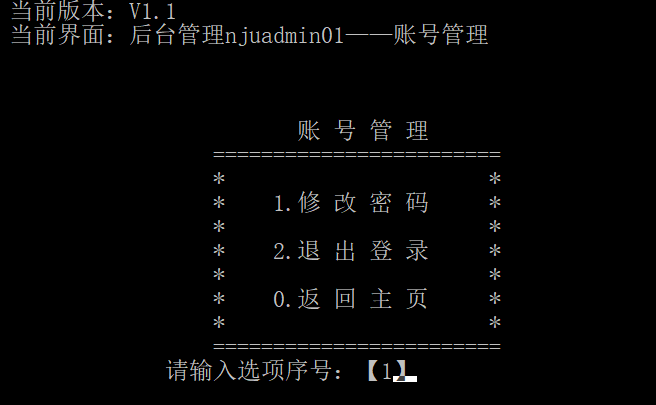 当前版本：V1.1
当前界面：后台管理njuadmin01——账号管理
账 号 管 理
========================
*                      *
*    1.修 改 密 码     *
*                      *
*    2.退 出 登 录     *
*                      *
*    0.返 回 主 页     *
*                      *
========================
请输入选项序号：【1】